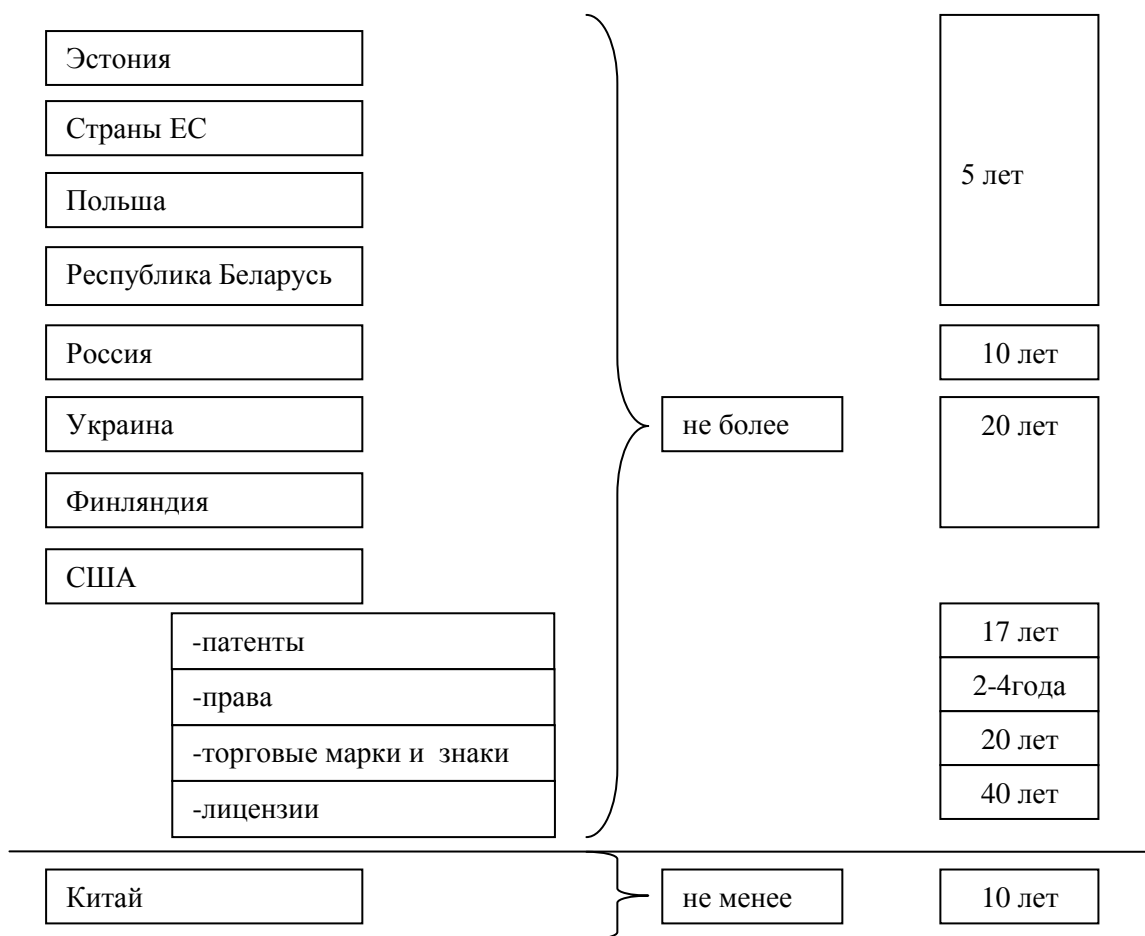 Эстония
Страны ЕС
5 лет
Польша
Республика Беларусь
Россия
10 лет
Украина
не более
20 лет
Финляндия
США
-патенты
17 лет
-права
2-4года
-торговые марки и  знаки
20 лет
-лицензии
40 лет
Китай
не менее
10 лет